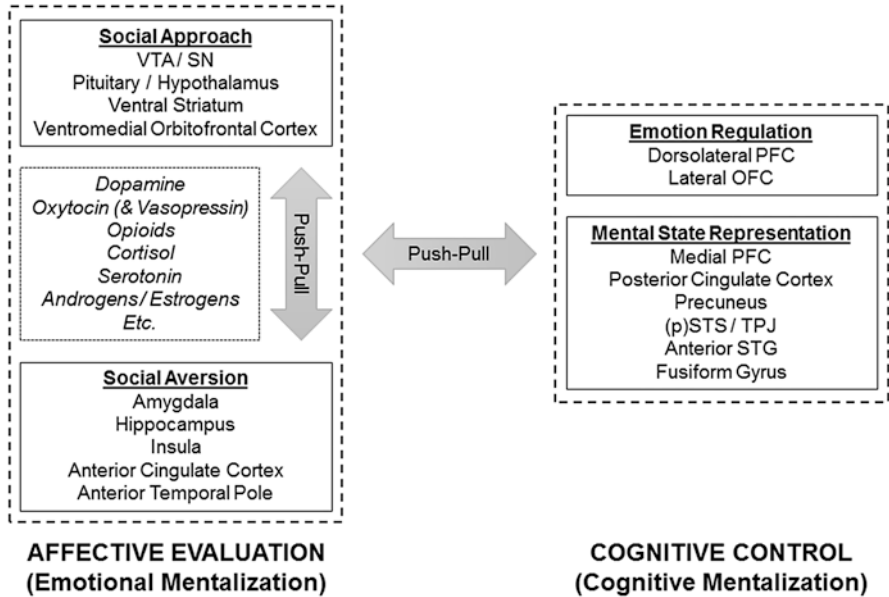 Social Approach
VTA / SN
Pituitary / Hypothalamus
Ventral Striatum
Ventromedial Orbitofrontal Cortex
Dopamine
Oxytocin (& Vasopressin)
Opioids
Cortisol
Serotonin
Androgens / Estrogens
Etc.
Push-Pull
Social Aversion
Amygdala
Hippocampus
Insula
Anterior Cingulate Cortex
Anterior Temporal Pole
AFFECTIVE EVALUATION
(Emotional Mentalization)
Push-Pull
Emotion Regulation
Dorsolateral PFC
Lateral OFC
Mental State Representation
Medial PFC
Posterior Cingulate Cortex
Precuneus
(p)STS / TPJ
Anterior STG
Fusiform Gyrus
COGNITIVE CONTROL
(Cognitive Mentalization)